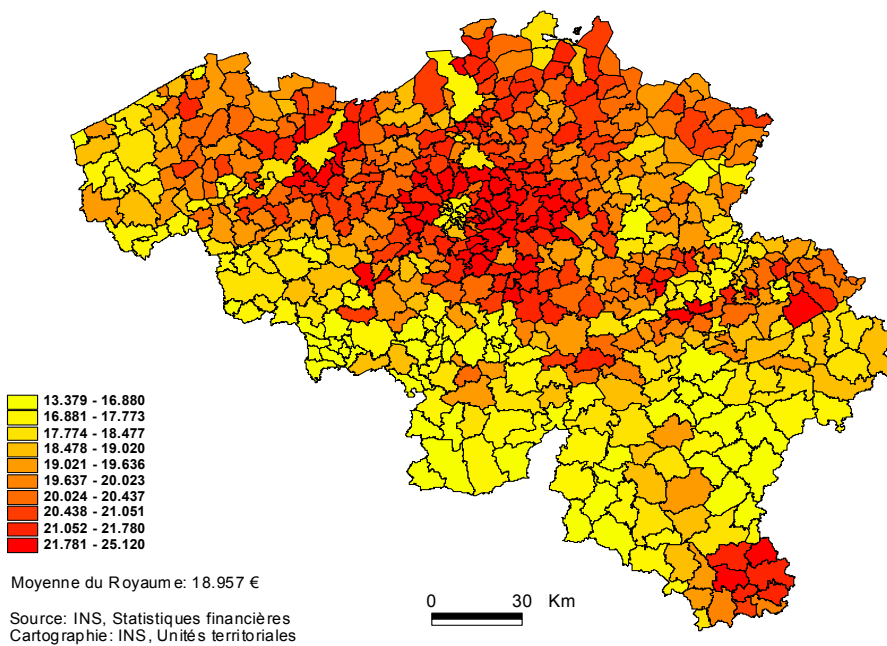 13.379 - 16.880
16.881 - 17.773
17.774 - 18.477
18.478 - 19.020
19.021 - 19.636
19.637 - 20.023
20.024 - 20.437
20.438 - 21.051
21.052 - 21.780
21.781 - 25.120
Moyenne du Royaume: 18.957 €
Source: INS, Statistiques financières
Cartographie: INS, Unités territoriales
0 30 Km